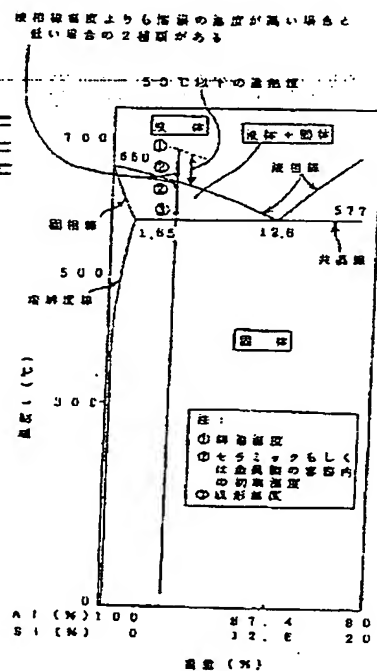 液相線温度よりも溶湯の温度が高い場合と
低い場合の2種類がある
50℃以下の過熱度
液体
液体+固体
700
660
①
②
②
③
液相線
固相線
577
1.65
12.6
共晶線
500
溶解度線
固体
300
温度(℃)
注:
①鋳造温度
②セラミックもしく
は金属製の容器内
の初期温度
③成形温度
0
Al(%)100 87.4 80
Si(%) 0 12.6 20
重量(%)